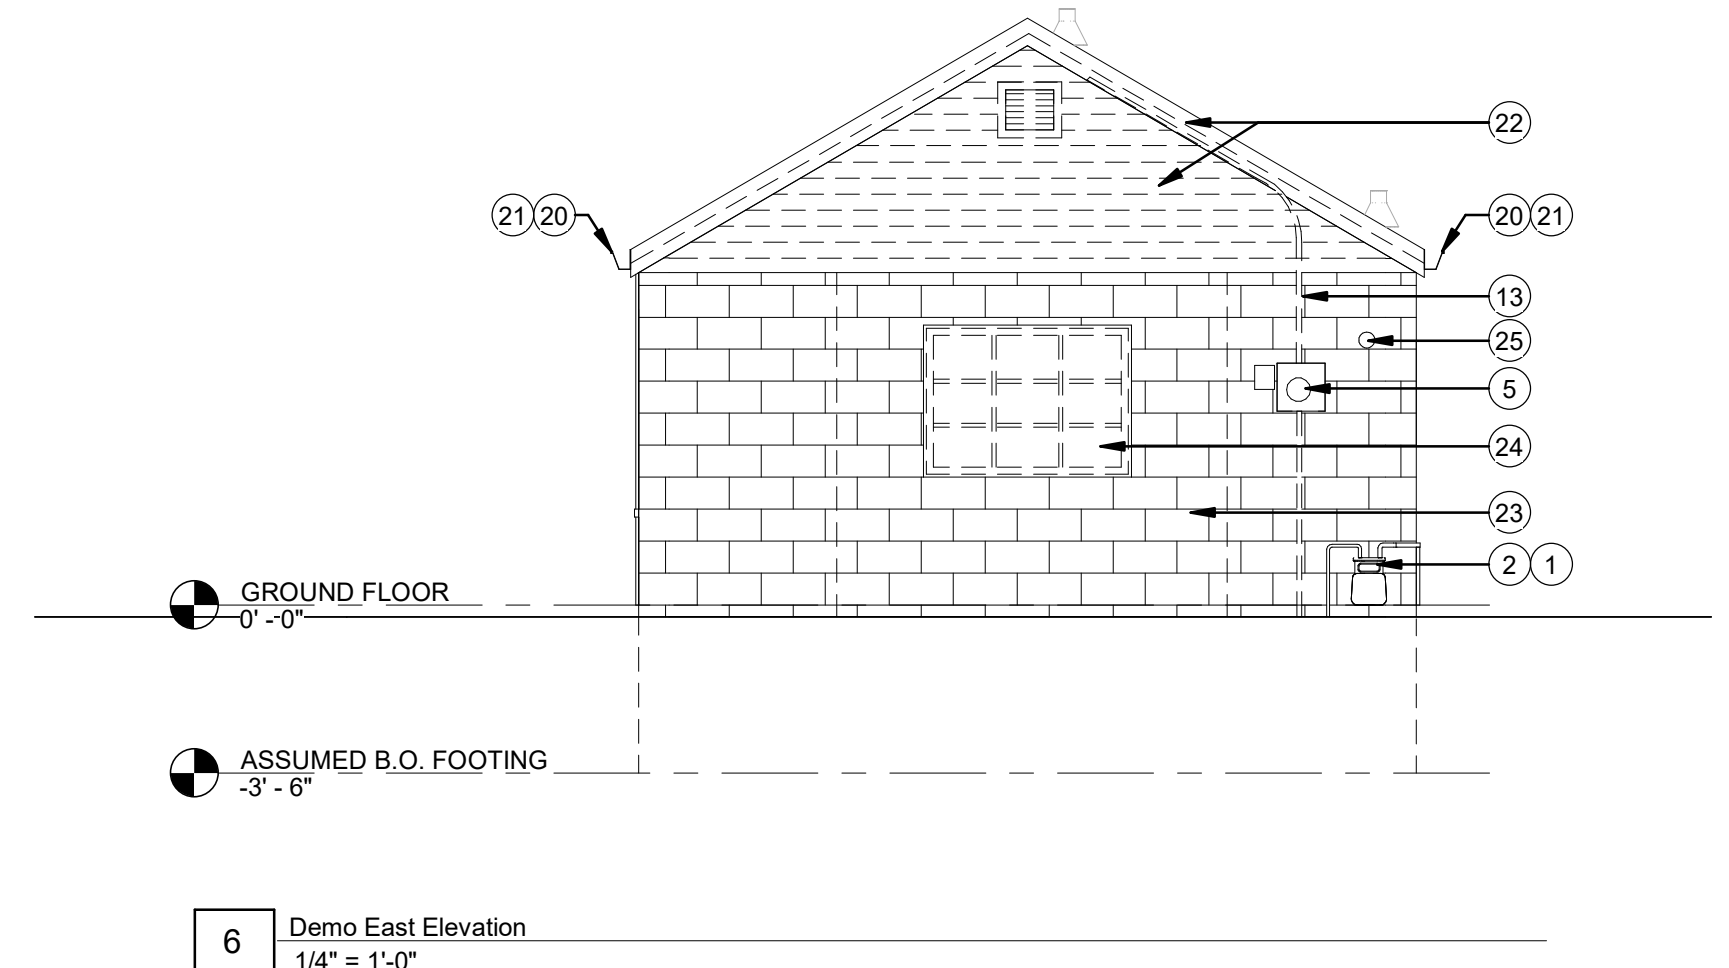 22
21 20
20 21
13
25
5
24
23
2 1
GROUND FLOOR
0' - 0"
ASSUMED B.O. FOOTING
-3' - 6"
6
Demo East Elevation
1/4" = 1'-0"